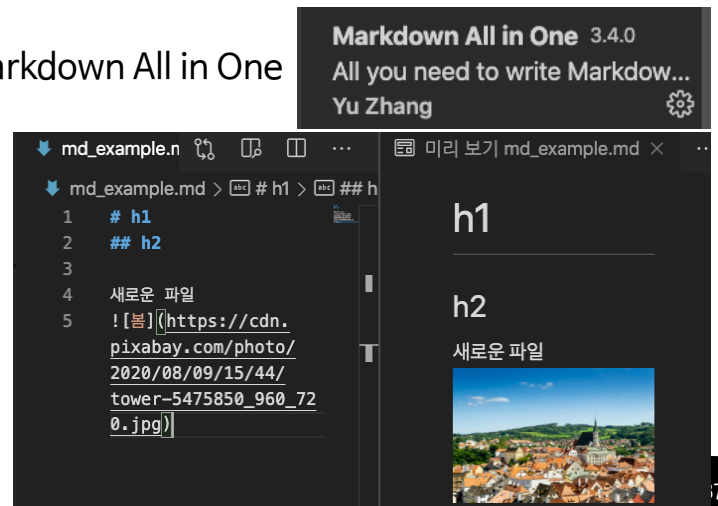 Markdown All in One 3.4.0
arkdown All in One
All you need to write Markdow...
Yu Zhang
md_example.n
미리 보기 md_example.md
md_example.md > # h1 > ## h
1 # h1
2 ## h2
3
4 새로운 파일
5 ![봄](https://cdn.
pixabay.com/photo/
2020/08/09/15/44/
tower-5475850_960_72
0.jpg)
h1
h2
새로운 파일